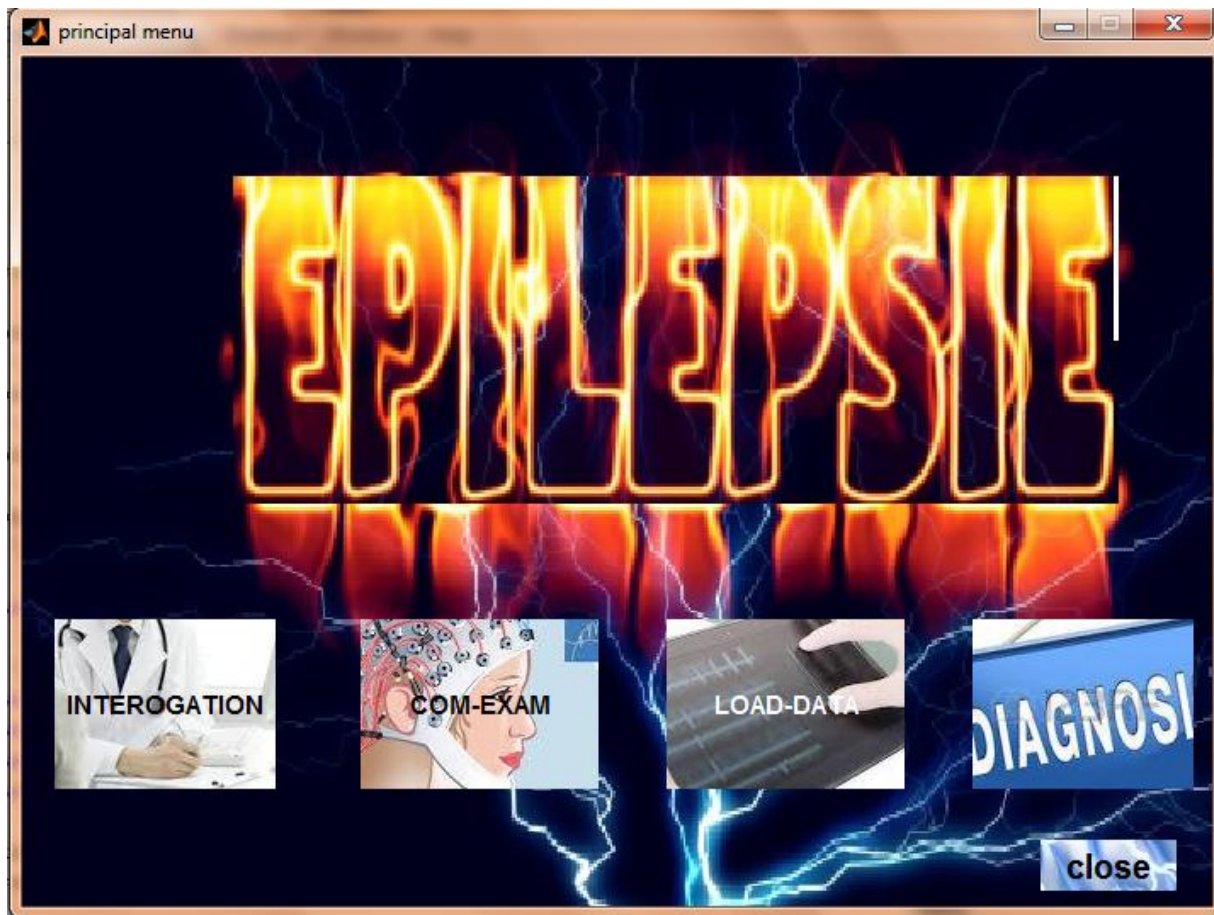 principal menu
EPILEPSIE
INTEROGATION
COM-EXAM
LOAD-DATA
DIAGNOSI
close